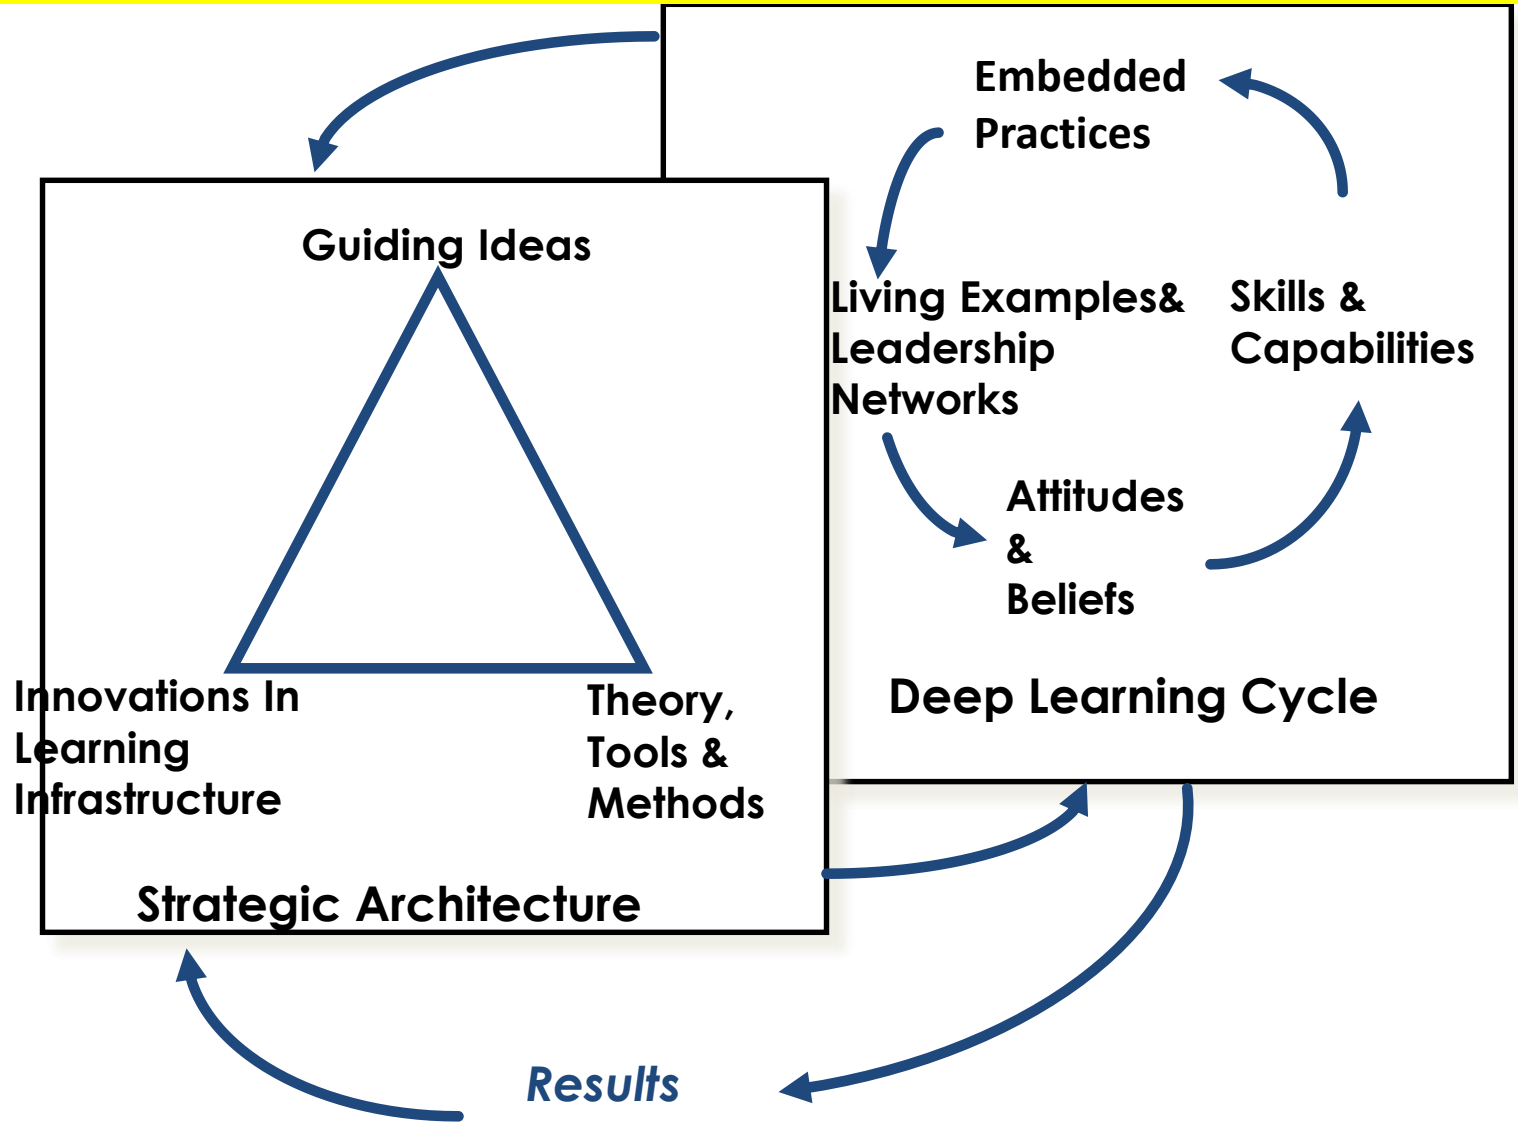 Embedded
Practices
Guiding Ideas
Living Examples&
Leadership
Networks
Skills &
Capabilities
Attitudes
&
Beliefs
Deep Learning Cycle
Innovations In
Learning
Infrastructure
Theory,
Tools &
Methods
Strategic Architecture
Results